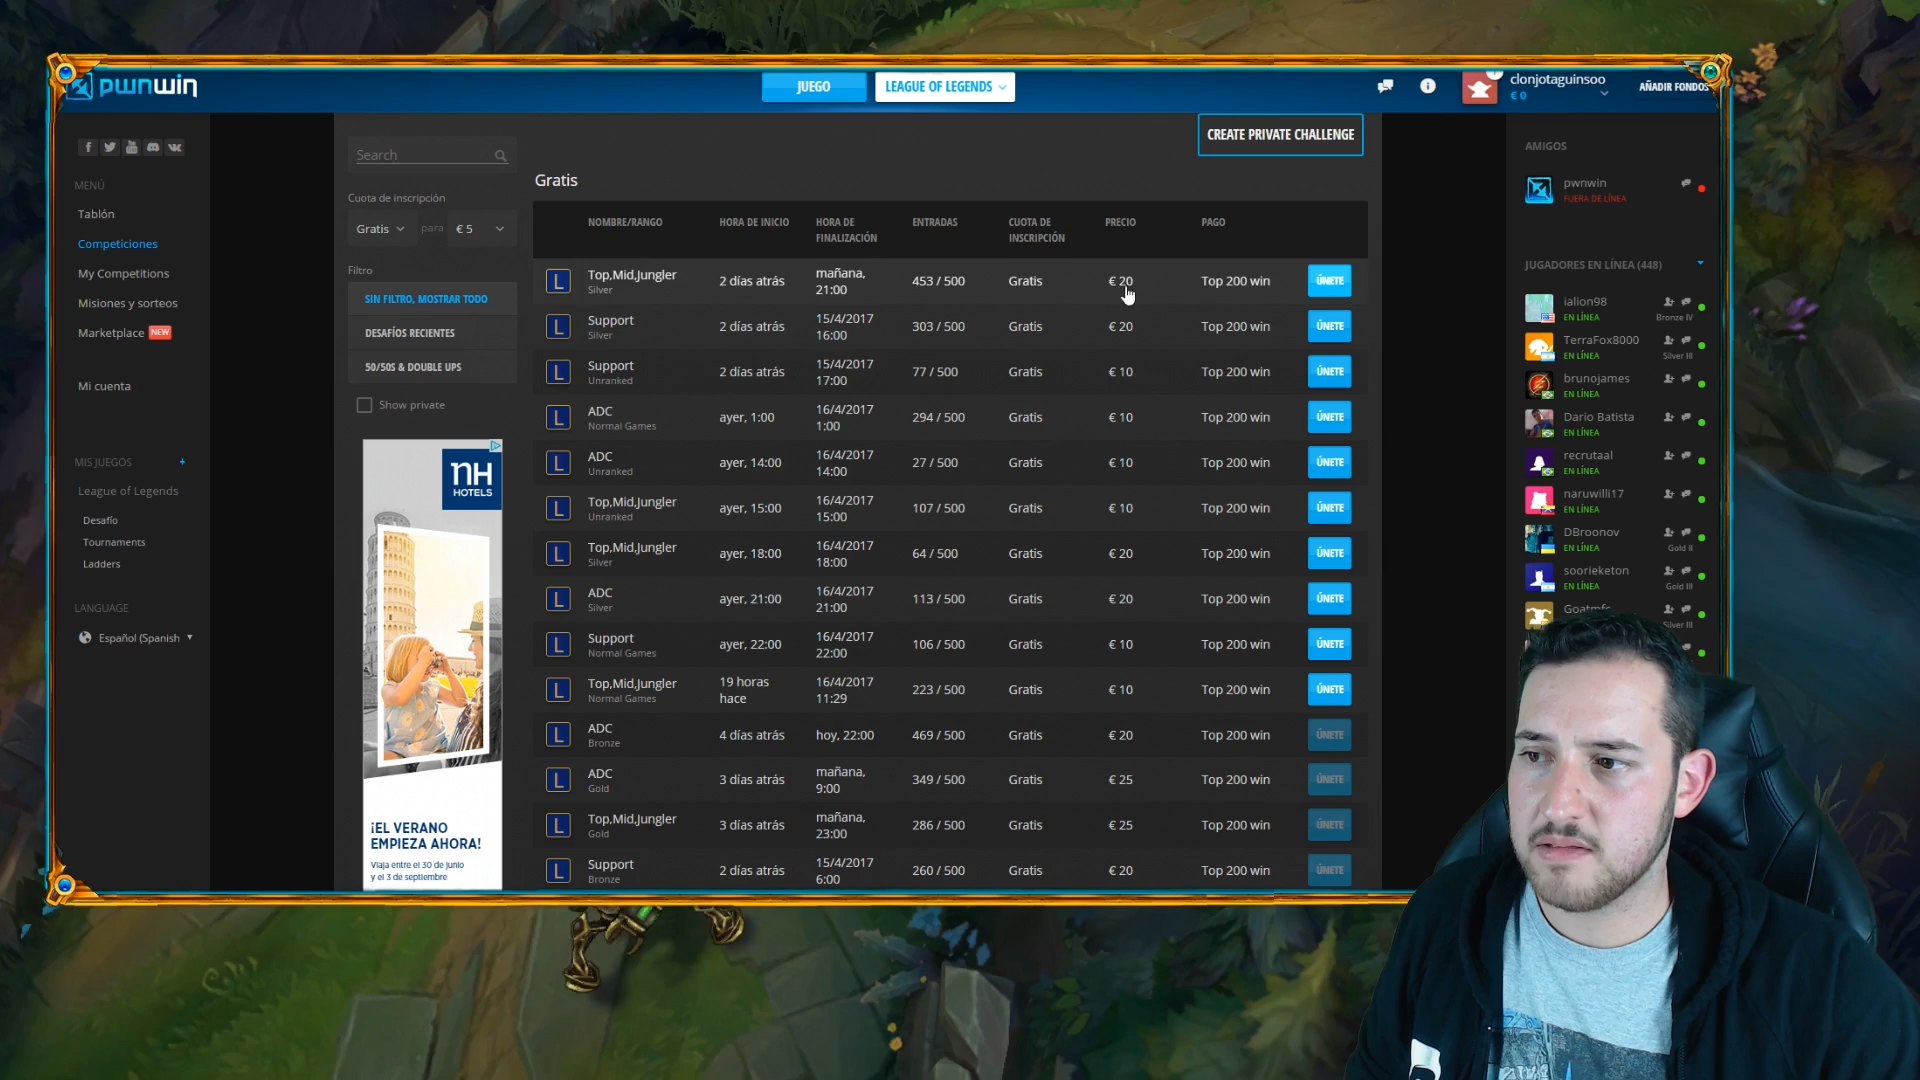 pwnwin
JUEGO
LEAGUE OF LEGENDS
clonjotaguinsoo
€ 0
AÑADIR FONDOS
MENÚ
Tablón
Competiciones
My Competitions
Misiones y sorteos
Marketplace NEW
Mi cuenta
MIS JUEGOS +
League of Legends
Desafío
Tournaments
Ladders
LANGUAGE
Español (Spanish
Search
Cuota de inscripción
Gratis para € 5
Filtro
SIN FILTRO, MOSTRAR TODO
DESAFÍOS RECIENTES
50/50S & DOUBLE UPS
Show private
NH
HOTELS
¡EL VERANO
EMPIEZA AHORA!
Viaja entre el 30 de junio
y el 3 de septiembre
CREATE PRIVATE CHALLENGE
Gratis
NOMBRE/RANGO HORA DE INICIO HORA DE FINALIZACIÓN ENTRADAS CUOTA DE INSCRIPCIÓN PRECIO PAGO
L Top,Mid,Jungler Silver 2 días atrás mañana, 21:00 453 / 500 Gratis € 20 Top 200 win ÚNETE
L Support Silver 2 días atrás 15/4/2017 16:00 303 / 500 Gratis € 20 Top 200 win ÚNETE
L Support Unranked 2 días atrás 15/4/2017 17:00 77 / 500 Gratis € 10 Top 200 win ÚNETE
L ADC Normal Games ayer, 1:00 16/4/2017 1:00 294 / 500 Gratis € 10 Top 200 win ÚNETE
L ADC Unranked ayer, 14:00 16/4/2017 14:00 27 / 500 Gratis € 10 Top 200 win ÚNETE
L Top,Mid,Jungler Unranked ayer, 15:00 16/4/2017 15:00 107 / 500 Gratis € 10 Top 200 win ÚNETE
L Top,Mid,Jungler Silver ayer, 18:00 16/4/2017 18:00 64 / 500 Gratis € 20 Top 200 win ÚNETE
L ADC Silver ayer, 21:00 16/4/2017 21:00 113 / 500 Gratis € 20 Top 200 win ÚNETE
L Support Normal Games ayer, 22:00 16/4/2017 22:00 106 / 500 Gratis € 10 Top 200 win ÚNETE
L Top,Mid,Jungler Normal Games 19 horas hace 16/4/2017 11:29 223 / 500 Gratis € 10 Top 200 win ÚNETE
L ADC Bronze 4 días atrás hoy, 22:00 469 / 500 Gratis € 20 Top 200 win ÚNETE
L ADC Gold 3 días atrás mañana, 9:00 349 / 500 Gratis € 25 Top 200 win ÚNETE
L Top,Mid,Jungler Gold 3 días atrás mañana, 23:00 286 / 500 Gratis € 25 Top 200 win ÚNETE
L Support Bronze 2 días atrás 15/4/2017 6:00 260 / 500 Gratis € 20 Top 200 win ÚNETE
AMIGOS
pwnwin
FUERA DE LÍNEA
JUGADORES EN LÍNEA (448)
ialion98
EN LÍNEA Bronze IV
TerraFox8000
EN LÍNEA Silver III
brunojames
EN LÍNEA
Dario Batista
EN LÍNEA
recrutaal
EN LÍNEA
naruwilli17
EN LÍNEA
DBroonov
EN LÍNEA Gold II
soorieketon
EN LÍNEA Gold III
Goatmfs
Silver III